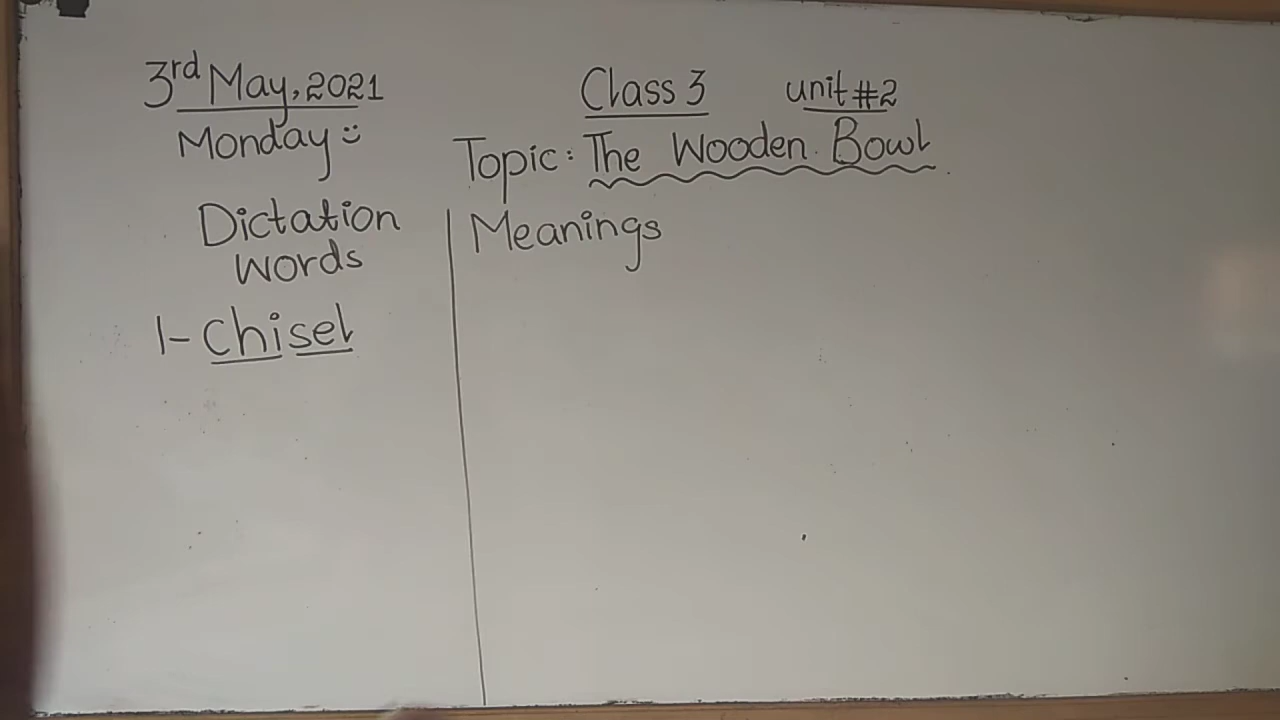 3rd May, 2021
Monday
Class 3 unit #2
Topic: The Wooden Bowl
Dictation
words
1- Chisel
Meanings